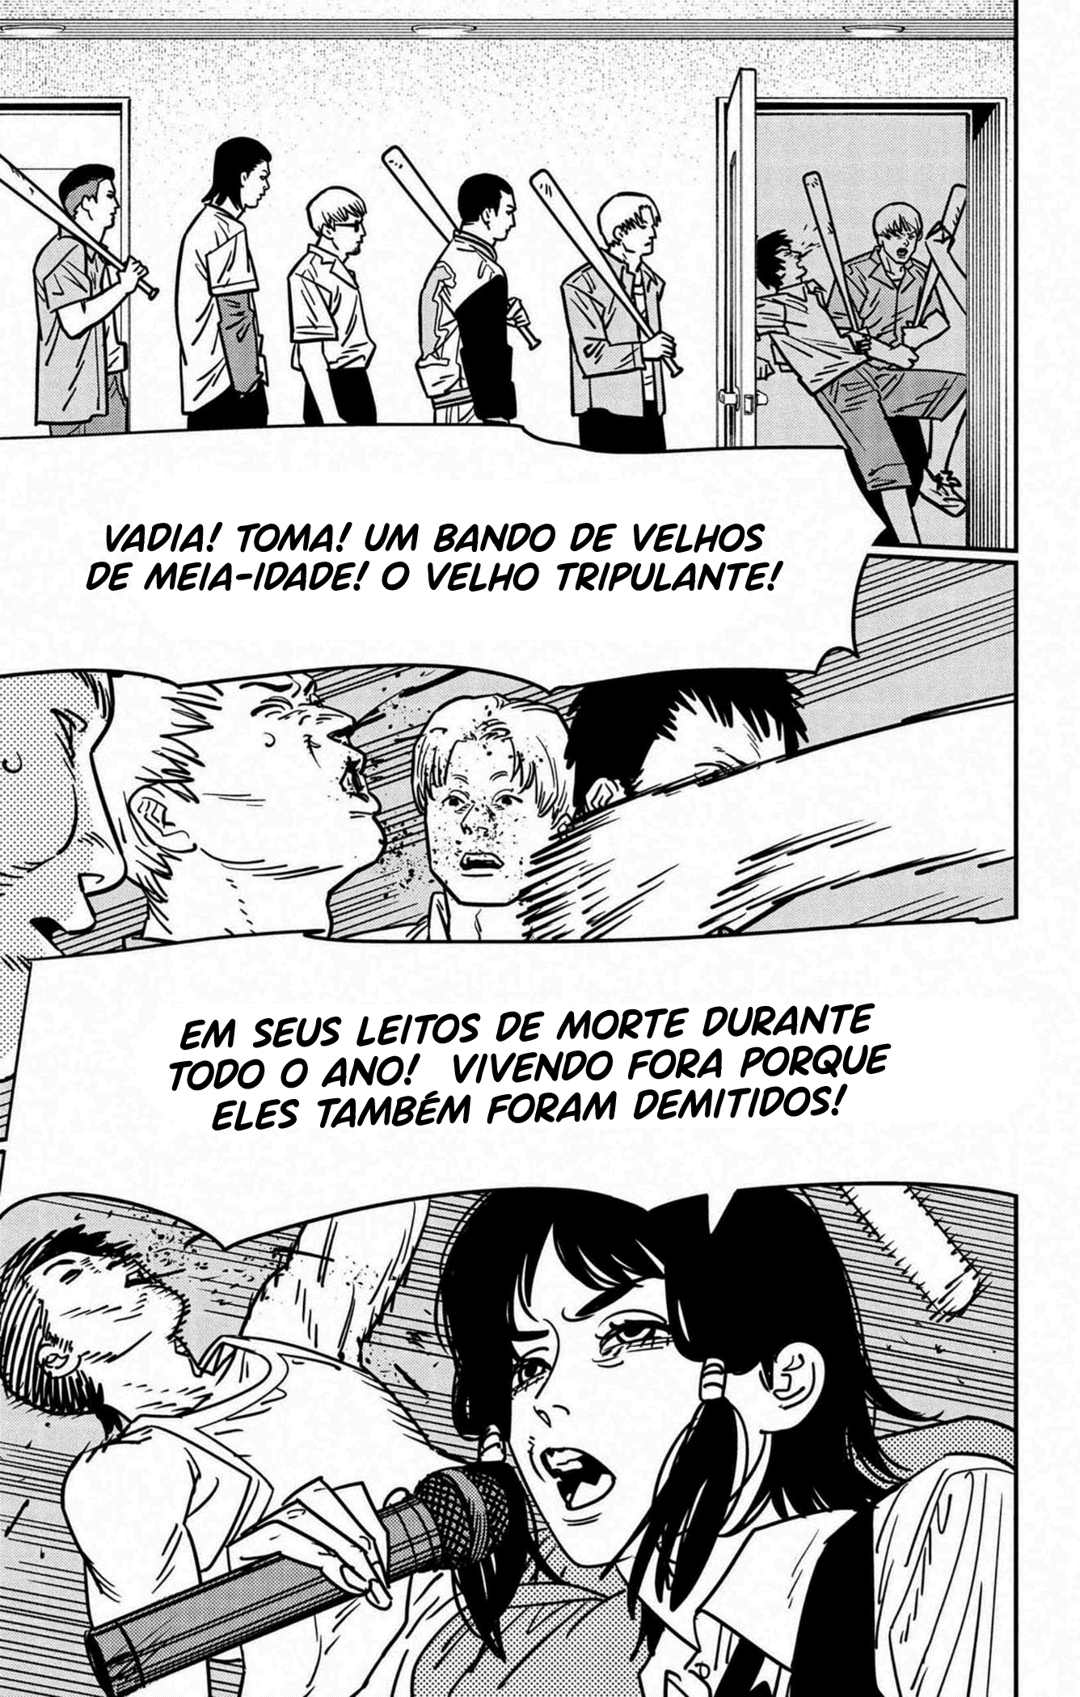 VADIA! TOMA! UM BANDO DE VELHOS
DE MEIA-IDADE! O VELHO TRIPULANTE!
EM SEUS LEITOS DE MORTE DURANTE
TODO O ANO! VIVENDO FORA PORQUE
ELES TAMBÉM FORAM DEMITIDOS!